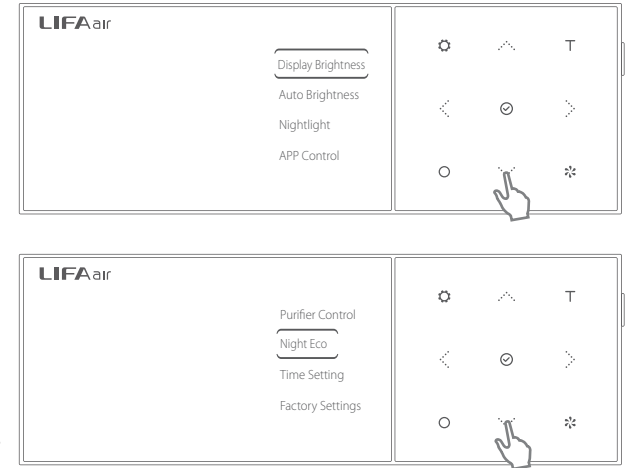 LIFAair
Display Brightness
Auto Brightness
Nightlight
APP Control
T
LIFAair
Purifier Control
Night Eco
Time Setting
Factory Settings
T